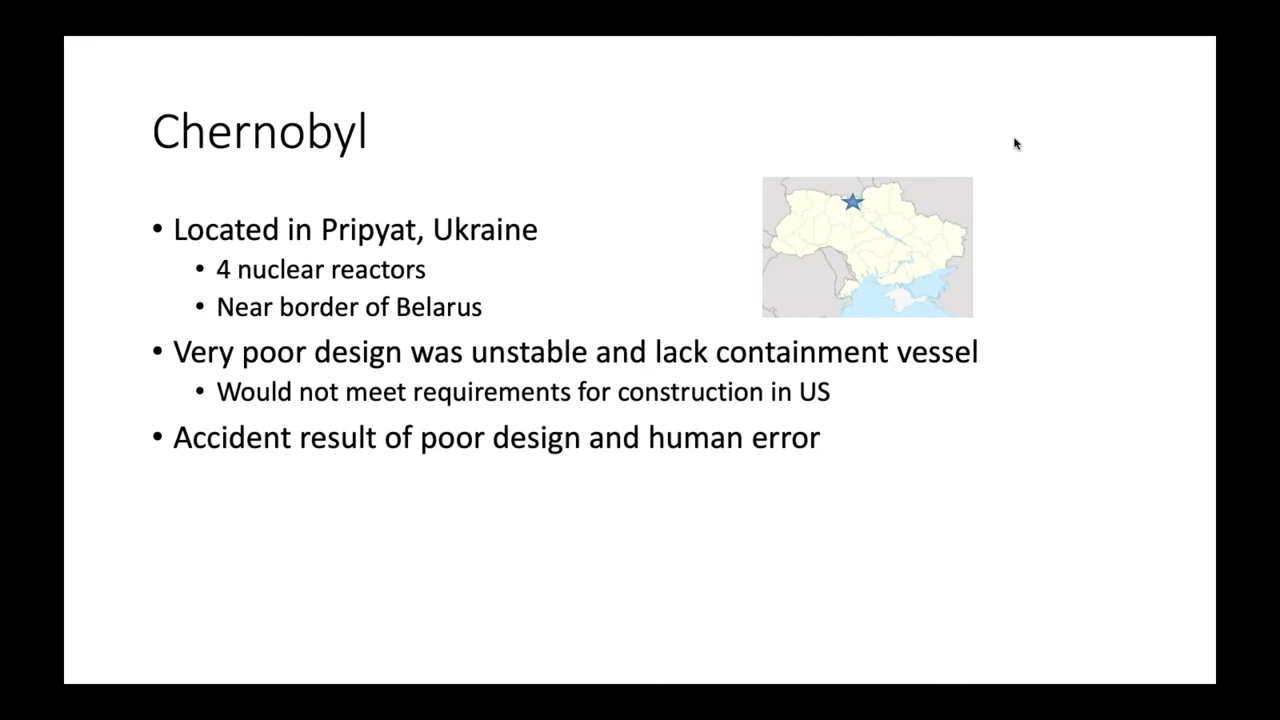 Chernobyl
• Located in Pripyat, Ukraine
• 4 nuclear reactors
• Near border of Belarus
• Very poor design was unstable and lack containment vessel
• Would not meet requirements for construction in US
• Accident result of poor design and human error